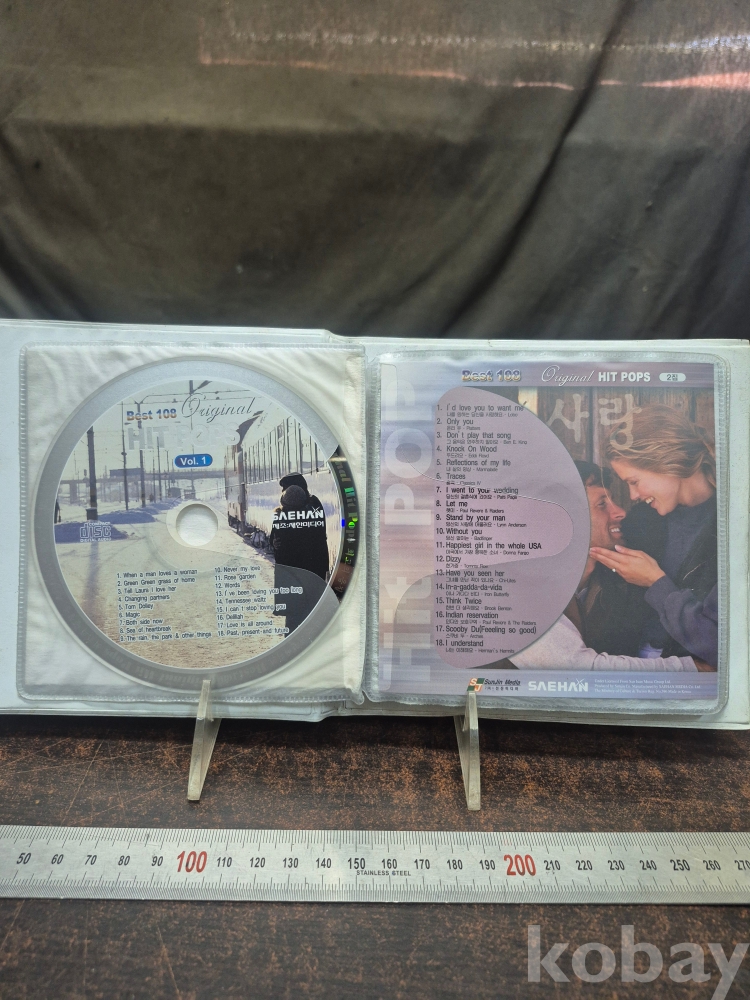 Best 108 Original
HIT POPS
Vol. 1
SAEHAN
제조:새한미디어
1. When a man loves a woman
2. Green Green grass of home
3. Tell Laura I love her
4. Changing partners
5. Tom Dolley
6. Magic
7. Both side now
8. Sea of heartbreak
9. The rain, the park & other things
10. Never my love
11. Rose garden
12. Words
13. I've been loving you too long
14. Tennessee waltz
15. I can't stop loving you
16. Delilah
17. Love is all around
18. Past, present and future
Best 108 Original HIT POPS 2집
사랑
Hit POPS
1. I'd love you to want me
2. Only you
3. Don't play that song
4. Knock On Wood
5. Reflections of my life
6. Traces
7. I went to your wedding
8. Let me
9. Stand by your man
10. Without you
11. Happiest girl in the whole USA
12. Dizzy
13. Have you seen her
14. In-a-gadda-da-vida
15. Think Twice
16. Indian reservation
17. Scooby Du(Feeeling so good)
18. I understand
SunJin Media
SAEHAN
50 60 70 80 90 100 110 120 130 140 150 160 170 180 190 200 210 220 230 240 250 260 270
STAINLESS STEEL
kobay